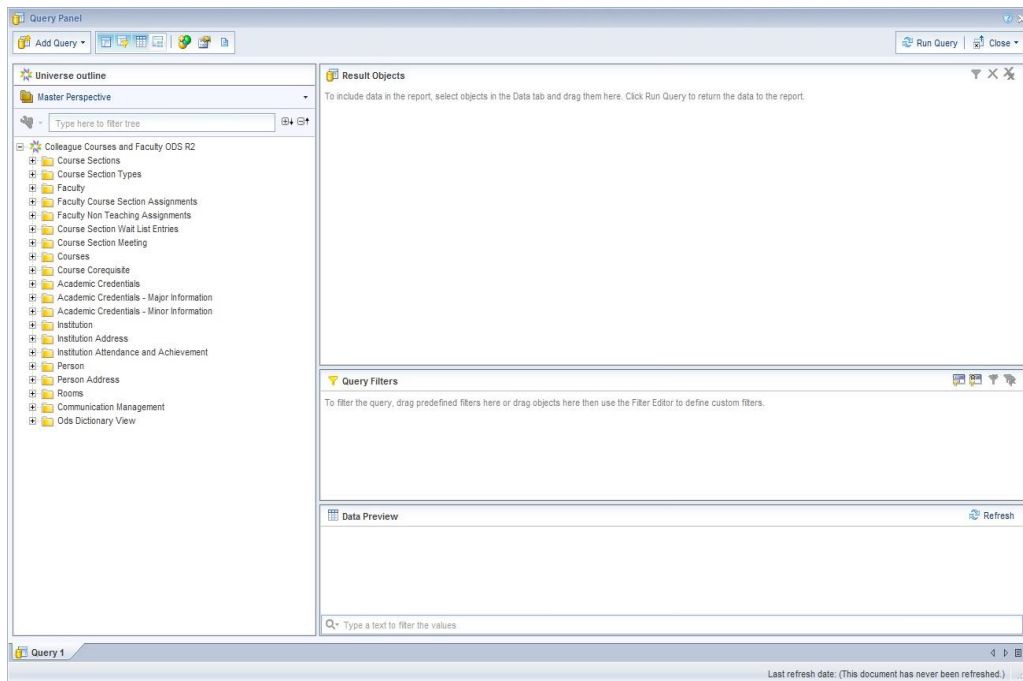 Query Panel
Add Query
Run Query
Close
Universe outline
Master Perspective
Type here to filter tree
Colleague Courses and Faculty ODS R2
Course Sections
Course Section Types
Faculty
Faculty Course Section Assignments
Faculty Non Teaching Assignments
Course Section Wait List Entries
Course Section Meeting
Courses
Course Corequisite
Academic Credentials
Academic Credentials - Major Information
Academic Credentials - Minor Information
Institution
Institution Address
Institution Attendance and Achievement
Person
Person Address
Rooms
Communication Management
Ods Dictionary View
Result Objects
To include data in the report, select objects in the Data tab and drag them here. Click Run Query to return the data to the report.
Query Filters
To filter the query, drag predefined filters here or drag objects here then use the Filter Editor to define custom filters.
Data Preview
Refresh
Type a text to filter the values
Query 1
Last refresh date: (This document has never been refreshed.)